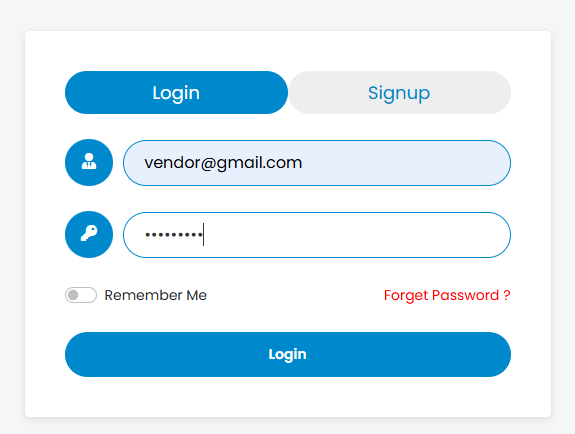 Login Signup
vendor@gmail.com
•••••••••
Remember Me Forget Password ?
Login